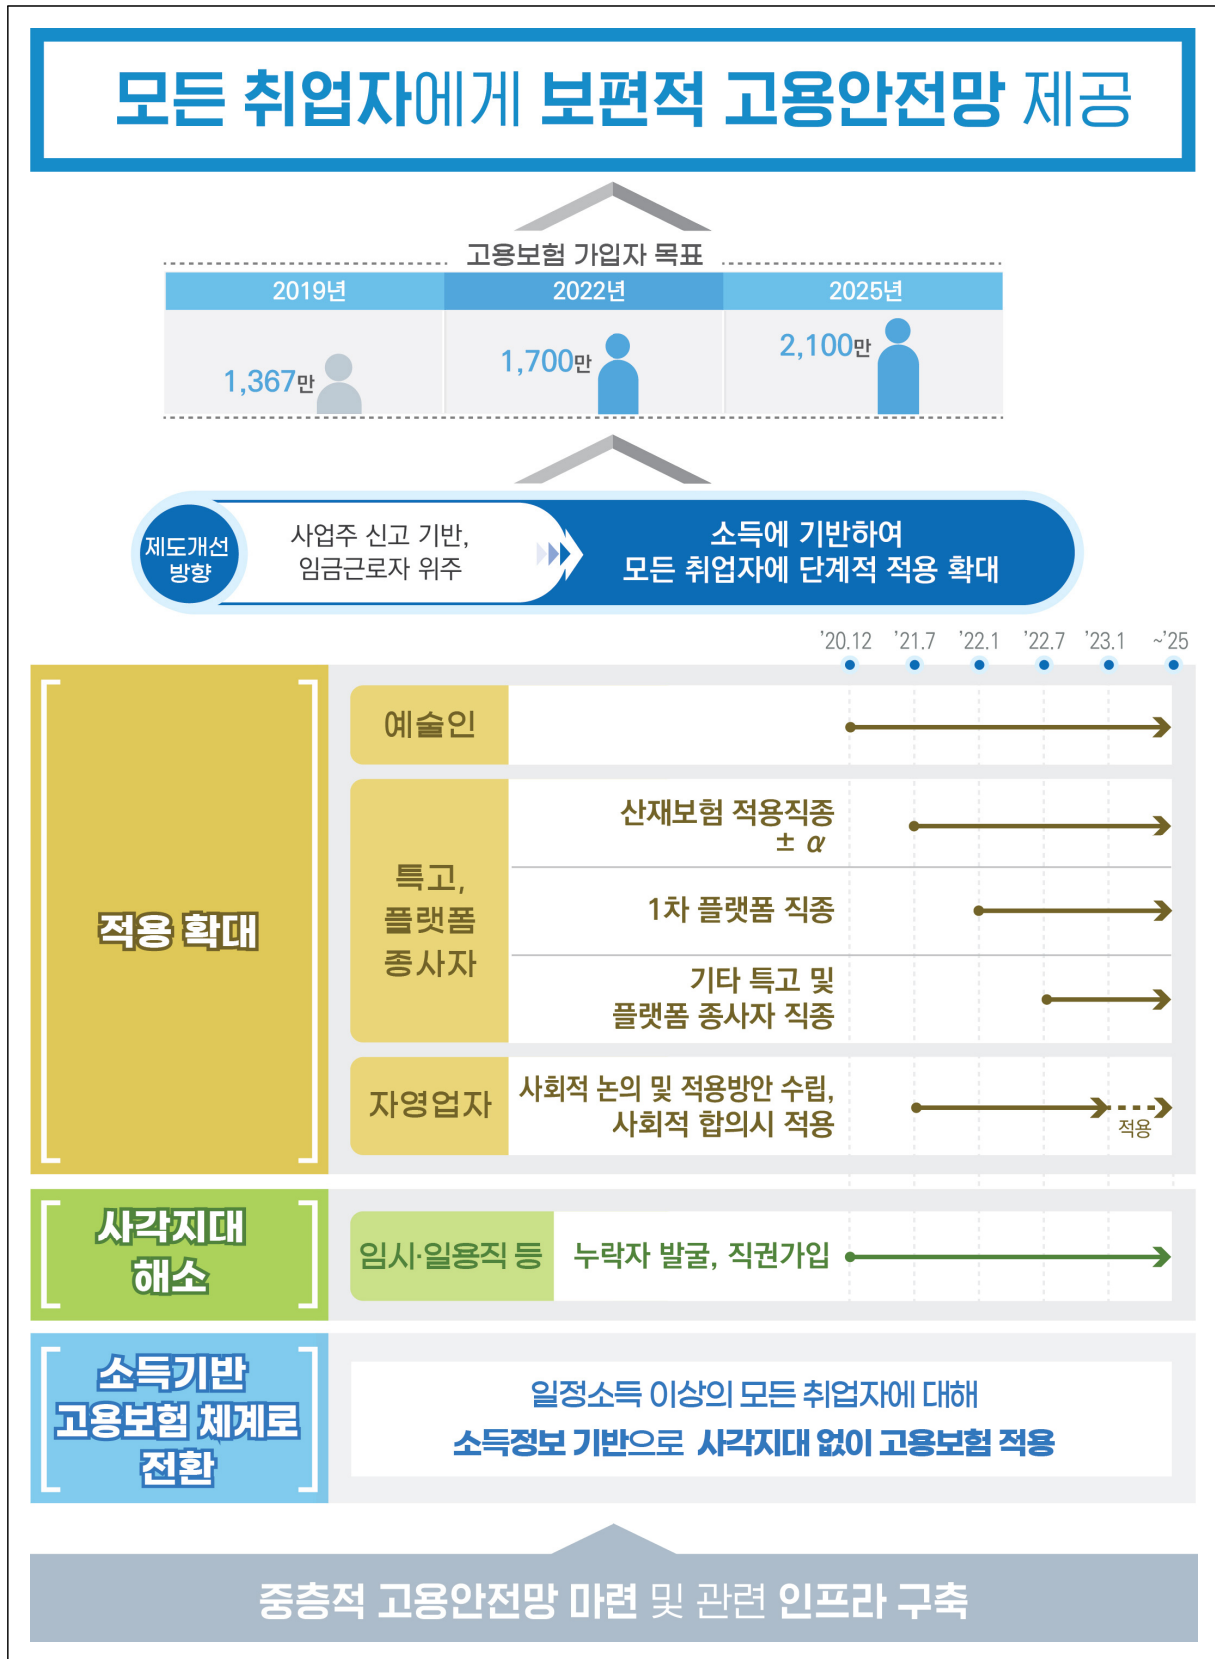 모든 취업자에게 보편적 고용안전망 제공
고용보험 가입자 목표
2019년 2022년 2025년
1,367만 1,700만 2,100만
제도개선
방향
사업주 신고 기반,
임금근로자 위주
소득에 기반하여
모든 취업자에 단계적 적용 확대
’20.12 ’21.7 ’22.1 ’22.7 ’23.1 ~’25
적용 확대
예술인
특고,
플랫폼
종사자
산재보험 적용직종
± α
1차 플랫폼 직종
기타 특고 및
플랫폼 종사자 직종
자영업자
사회적 논의 및 적용방안 수립,
사회적 합의시 적용
적용
사각지대
해소
임시·일용직 등
누락자 발굴, 직권가입
소득기반
고용보험 체계로
전환
일정소득 이상의 모든 취업자에 대해
소득정보 기반으로 사각지대 없이 고용보험 적용
중층적 고용안전망 마련 및 관련 인프라 구축